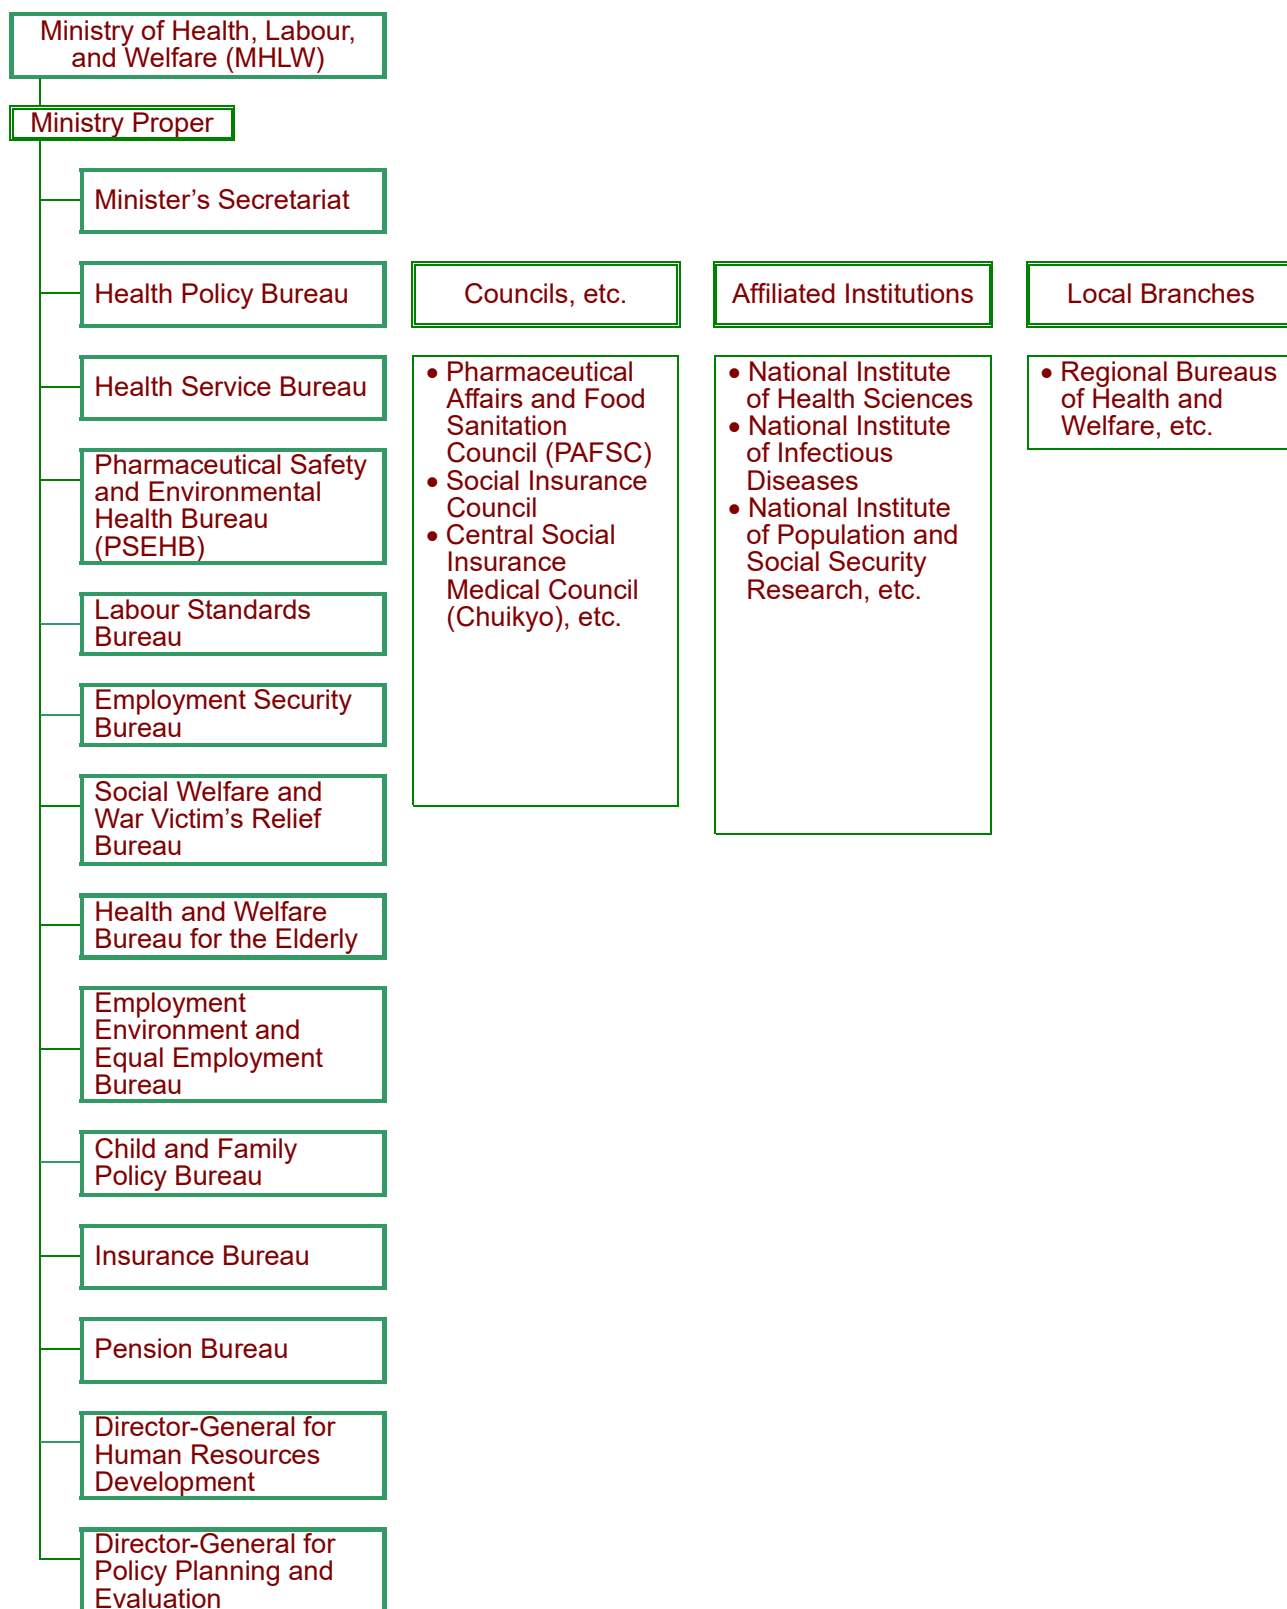 Ministry of Health, Labour,
and Welfare (MHLW)
Ministry Proper
Minister’s Secretariat
Health Policy Bureau
Health Service Bureau
Pharmaceutical Safety
and Environmental
Health Bureau
(PSEHB)
Labour Standards
Bureau
Employment Security
Bureau
Social Welfare and
War Victim’s Relief
Bureau
Health and Welfare
Bureau for the Elderly
Employment
Environment and
Equal Employment
Bureau
Child and Family
Policy Bureau
Insurance Bureau
Pension Bureau
Director-General for
Human Resources
Development
Director-General for
Policy Planning and
Evaluation
Councils, etc.
• Pharmaceutical
Affairs and Food
Sanitation
Council (PAFSC)
• Social Insurance
Council
• Central Social
Insurance
Medical Council
(Chuikyo), etc.
Affiliated Institutions
• National Institute
of Health Sciences
• National Institute
of Infectious
Diseases
• National Institute
of Population and
Social Security
Research, etc.
Local Branches
• Regional Bureaus
of Health and
Welfare, etc.